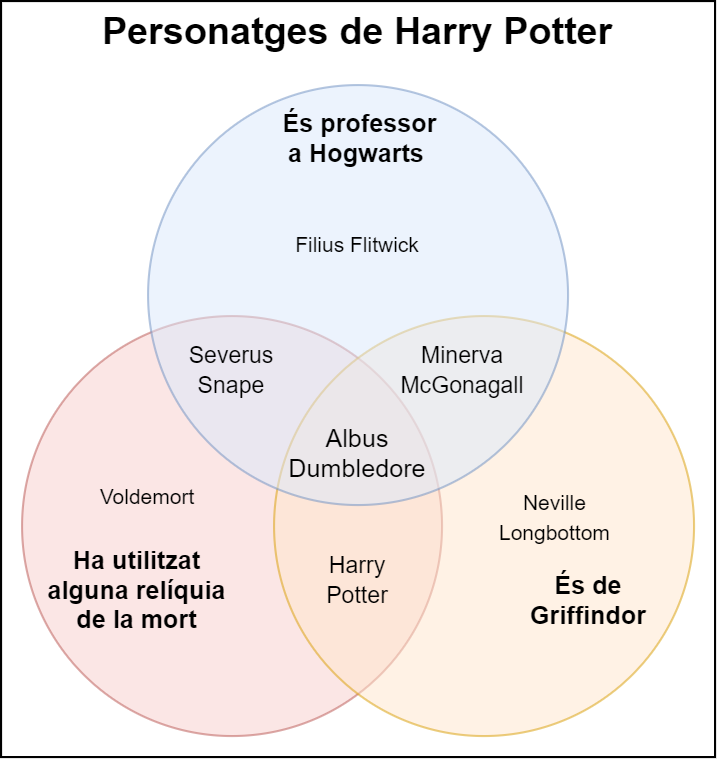 Personatges de Harry Potter
És professor
a Hogwarts
Filius Flitwick
Severus
Snape
Minerva
McGonagall
Albus
Dumbledore
Voldemort
Neville
Longbottom
Ha utilitzat
alguna relíquia
de la mort
Harry
Potter
És de
Griffindor